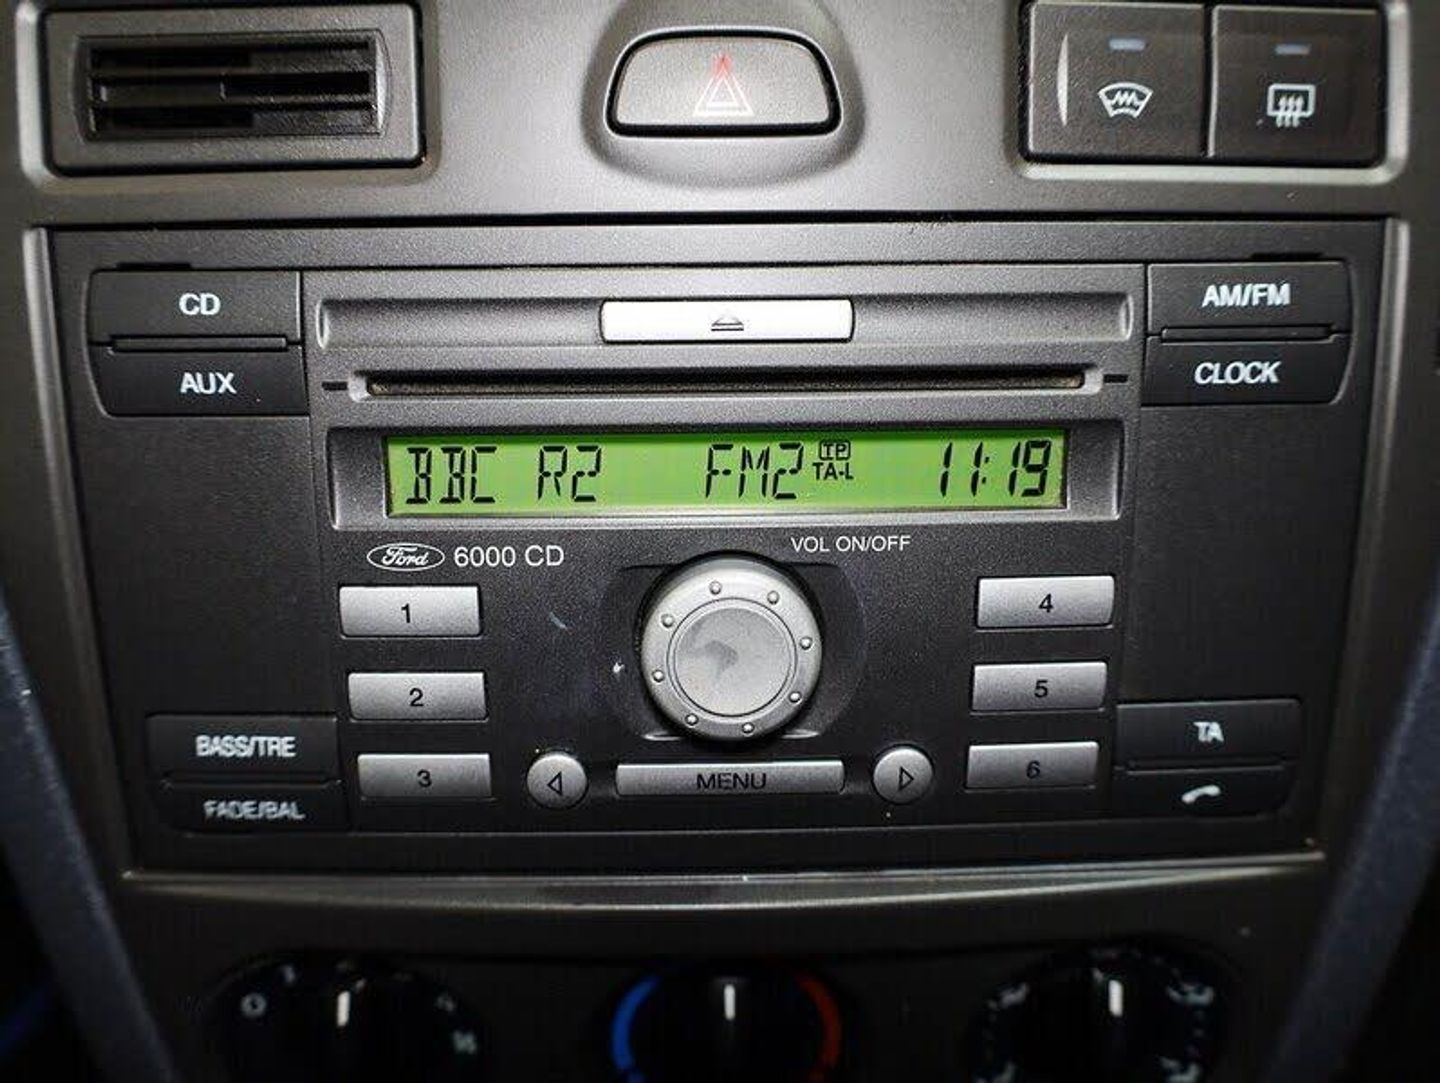 CD
AM/FM
AUX
CLOCK
BBC R2 FM2 TP TA-L 11:19
Ford 6000 CD
VOL ON/OFF
1
4
2
5
BASS/TRE
TA
3
MENU
6
FADE/BAL